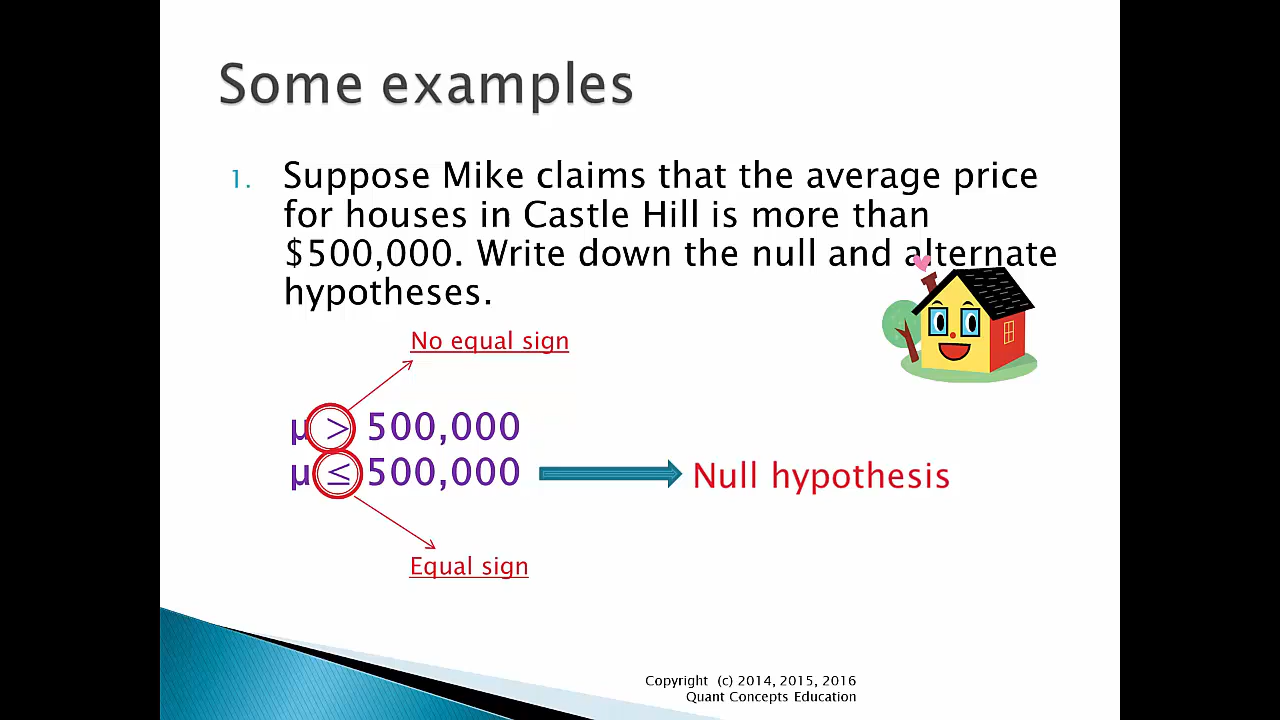 Some examples
1. Suppose Mike claims that the average price
for houses in Castle Hill is more than
$500,000. Write down the null and alternate
hypotheses.
No equal sign
μ > 500,000
μ ≤ 500,000
Null hypothesis
Equal sign
Copyright (c) 2014, 2015, 2016
Quant Concepts Education